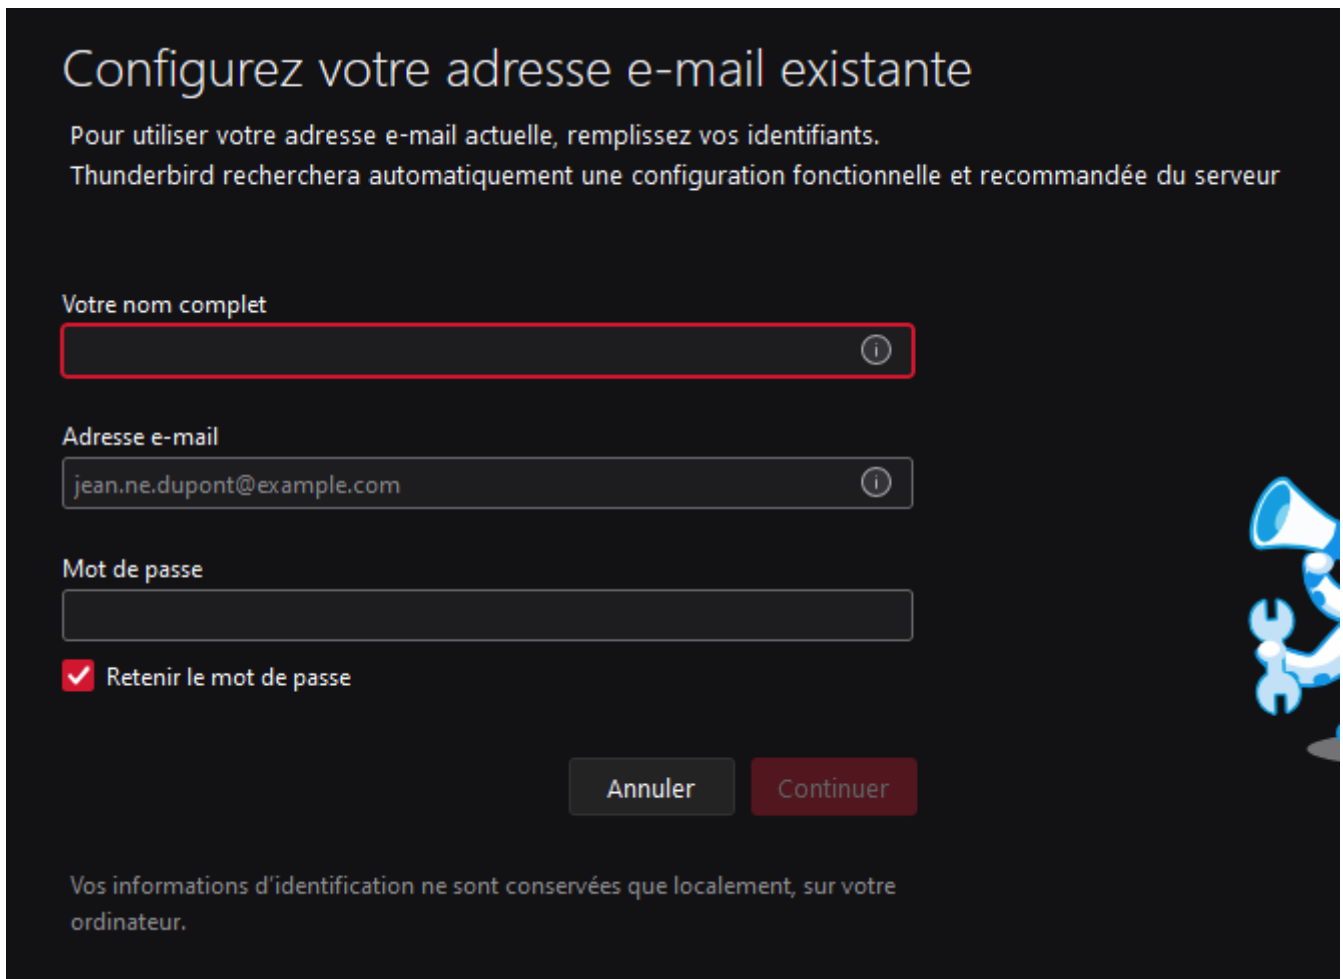 Configurez votre adresse e-mail existante
Pour utiliser votre adresse e-mail actuelle, remplissez vos identifiants.
Thunderbird recherchera automatiquement une configuration fonctionnelle et recommandée du serveur
Votre nom complet
Adresse e-mail
jean.ne.dupont@example.com
Mot de passe
Retenir le mot de passe
Annuler
Continuer
Vos informations d’identification ne sont conservées que localement, sur votre
ordinateur.